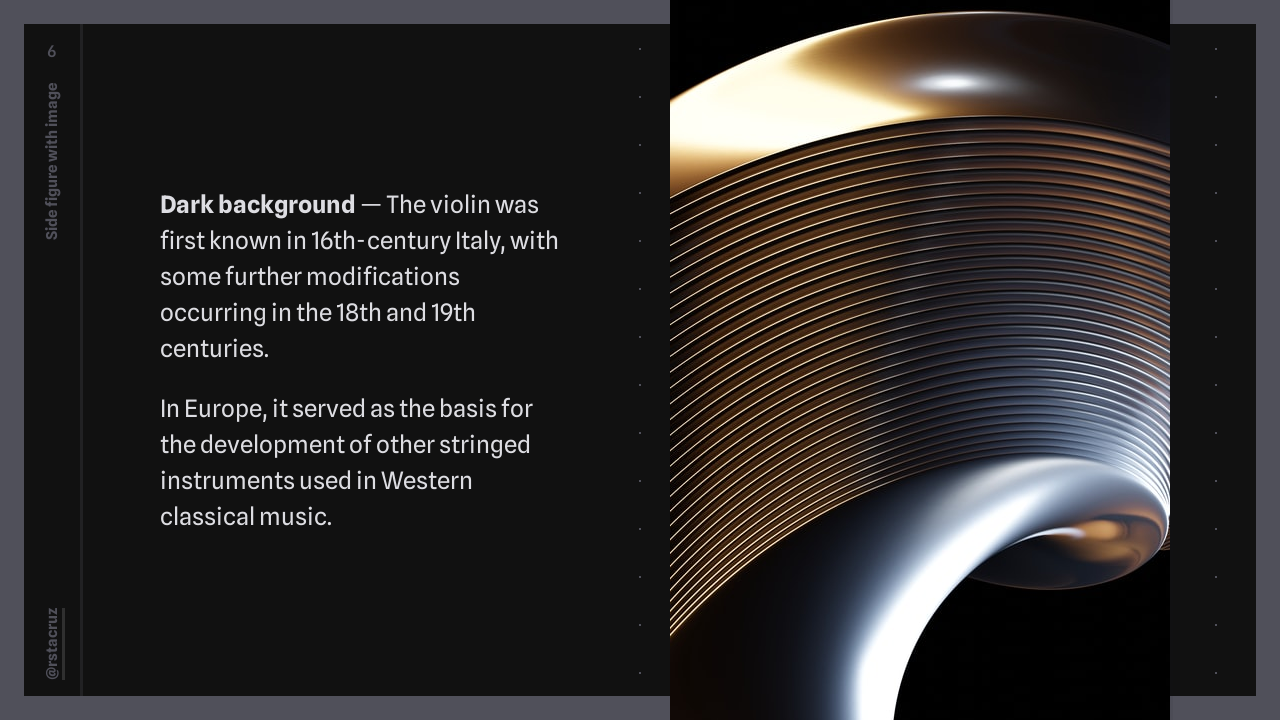 6
Side figure with image
Dark background — The violin was
first known in 16th-century Italy, with
some further modifications
occurring in the 18th and 19th
centuries.
In Europe, it served as the basis for
the development of other stringed
instruments used in Western
classical music.
@rstacruz